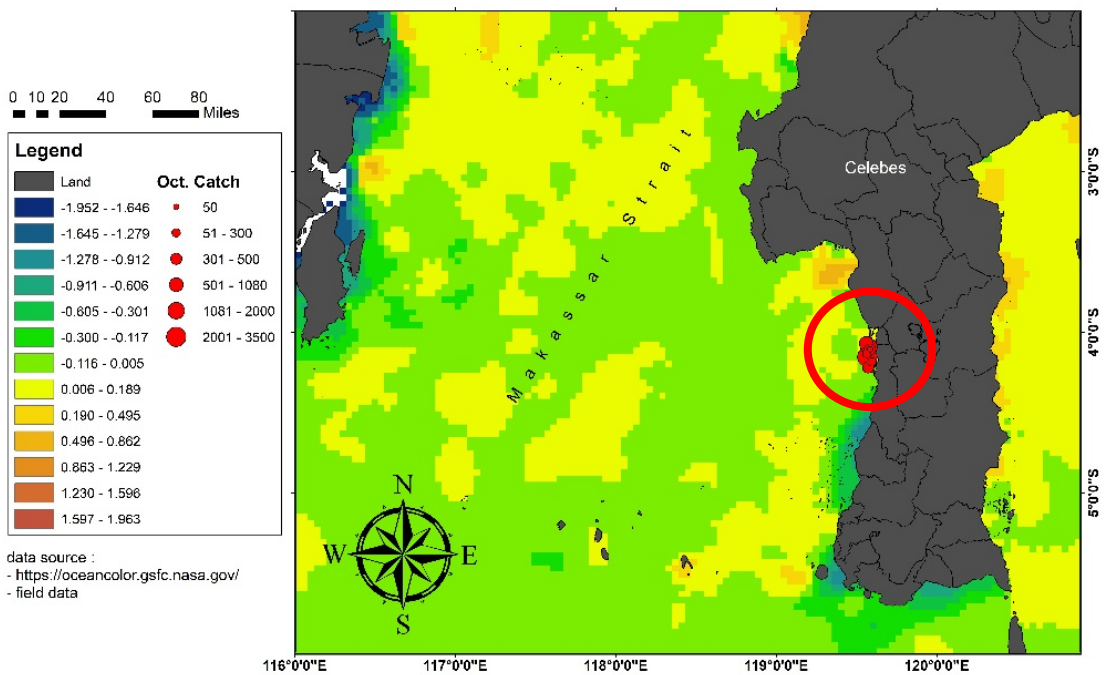 0 10 20 40 60 80
Miles
Legend
Land
-1.952 - -1.646
-1.645 - -1.279
-1.278 - -0.912
-0.911 - -0.606
-0.605 - -0.301
-0.300 - -0.117
-0.116 - 0.005
0.006 - 0.189
0.190 - 0.495
0.496 - 0.862
0.863 - 1.229
1.230 - 1.596
1.597 - 1.963
Oct. Catch
50
51 - 300
301 - 500
501 - 1080
1081 - 2000
2001 - 3500
data source :
- https://oceancolor.gsfc.nasa.gov/
- field data
Makassar Strait
Celebes
N
W E
S
3°0'0"S
4°0'0"S
5°0'0"S
116°0'0"E 117°0'0"E 118°0'0"E 119°0'0"E 120°0'0"E